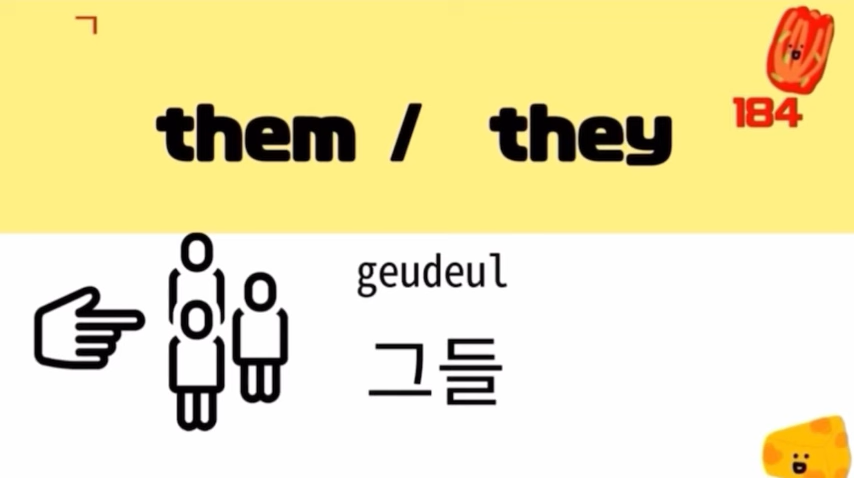 ㄱ
184
them / they
geudeul
그들